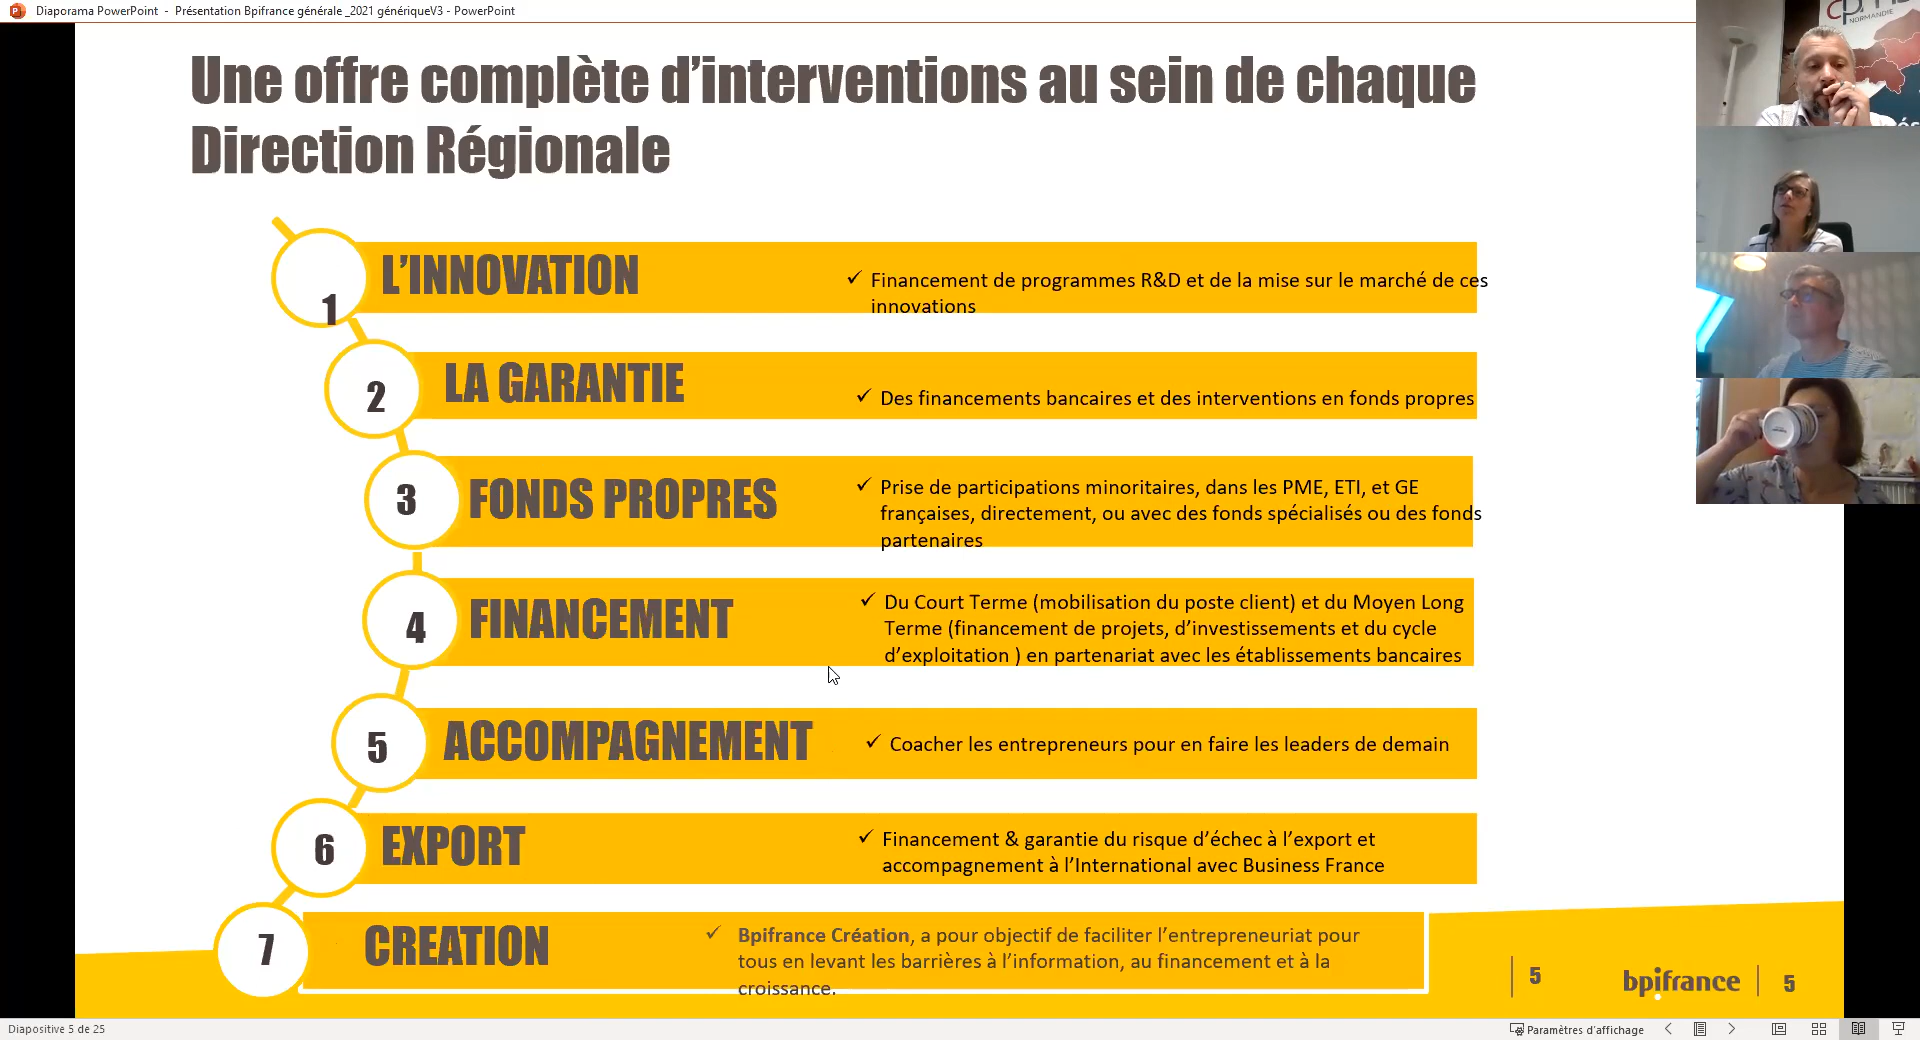 Diaporama PowerPoint - Présentation Bpifrance générale _2021 génériqueV3 - PowerPoint
NORMANDIE
Une offre complète d’interventions au sein de chaque
Direction Régionale
1
L’INNOVATION
✓ Financement de programmes R&D et de la mise sur le marché de ces
innovations
2
LA GARANTIE
✓ Des financements bancaires et des interventions en fonds propres
3
FONDS PROPRES
✓ Prise de participations minoritaires, dans les PME, ETI, et GE
françaises, directement, ou avec des fonds spécialisés ou des fonds
partenaires
4
FINANCEMENT
✓ Du Court Terme (mobilisation du poste client) et du Moyen Long
Terme (financement de projets, d’investissements et du cycle
d’exploitation ) en partenariat avec les établissements bancaires
5
ACCOMPAGNEMENT
✓ Coacher les entrepreneurs pour en faire les leaders de demain
6
EXPORT
✓ Financement & garantie du risque d’échec à l’export et
accompagnement à l’International avec Business France
7
CREATION
✓ Bpifrance Création, a pour objectif de faciliter l’entrepreneuriat pour
tous en levant les barrières à l’information, au financement et à la
croissance.
5
bpifrance
5
Diapositive 5 de 25
Paramètres d'affichage